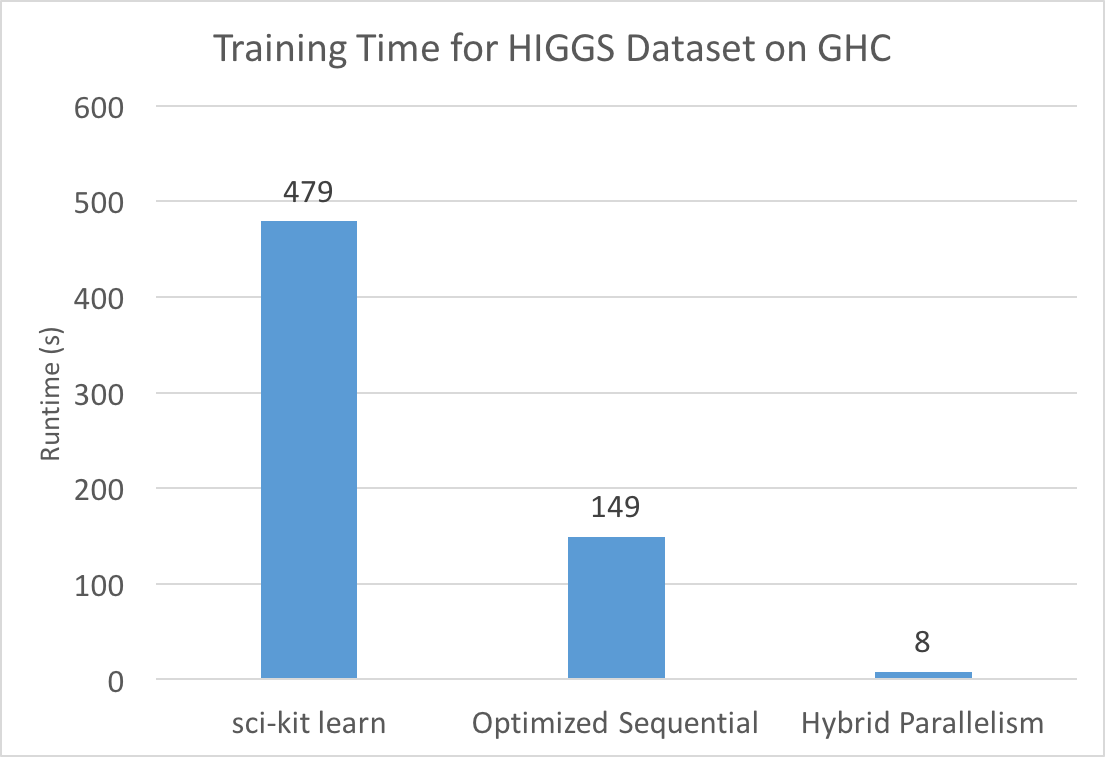 Training Time for HIGGS Dataset on GHC
600
500
400
300
200
100
0
Runtime (s)
479
149
8
sci-kit learn
Optimized Sequential
Hybrid Parallelism